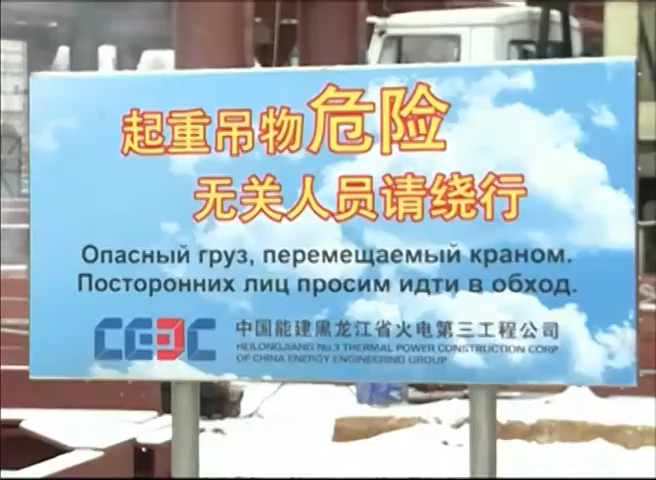 起重吊物危险
无关人员请绕行
Опасный груз, перемещаемый краном.
Посторонних лиц просим идти в обход.
CEEC 中国能建黑龙江省火电第三工程公司
HEILONGJIANG No.3 THERMAL POWER CONSTRUCTION CORP
OF CHINA ENERGY ENGINEERING GROUP